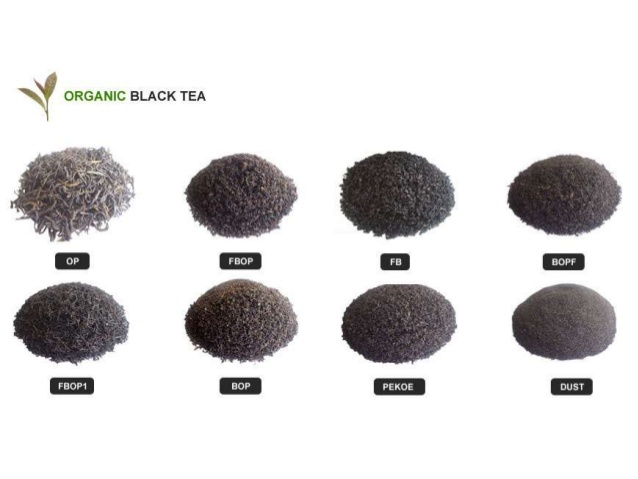 ORGANIC BLACK TEA
OP
FBOP
FB
BOPF
FBOP1
BOP
PEKOE
DUST